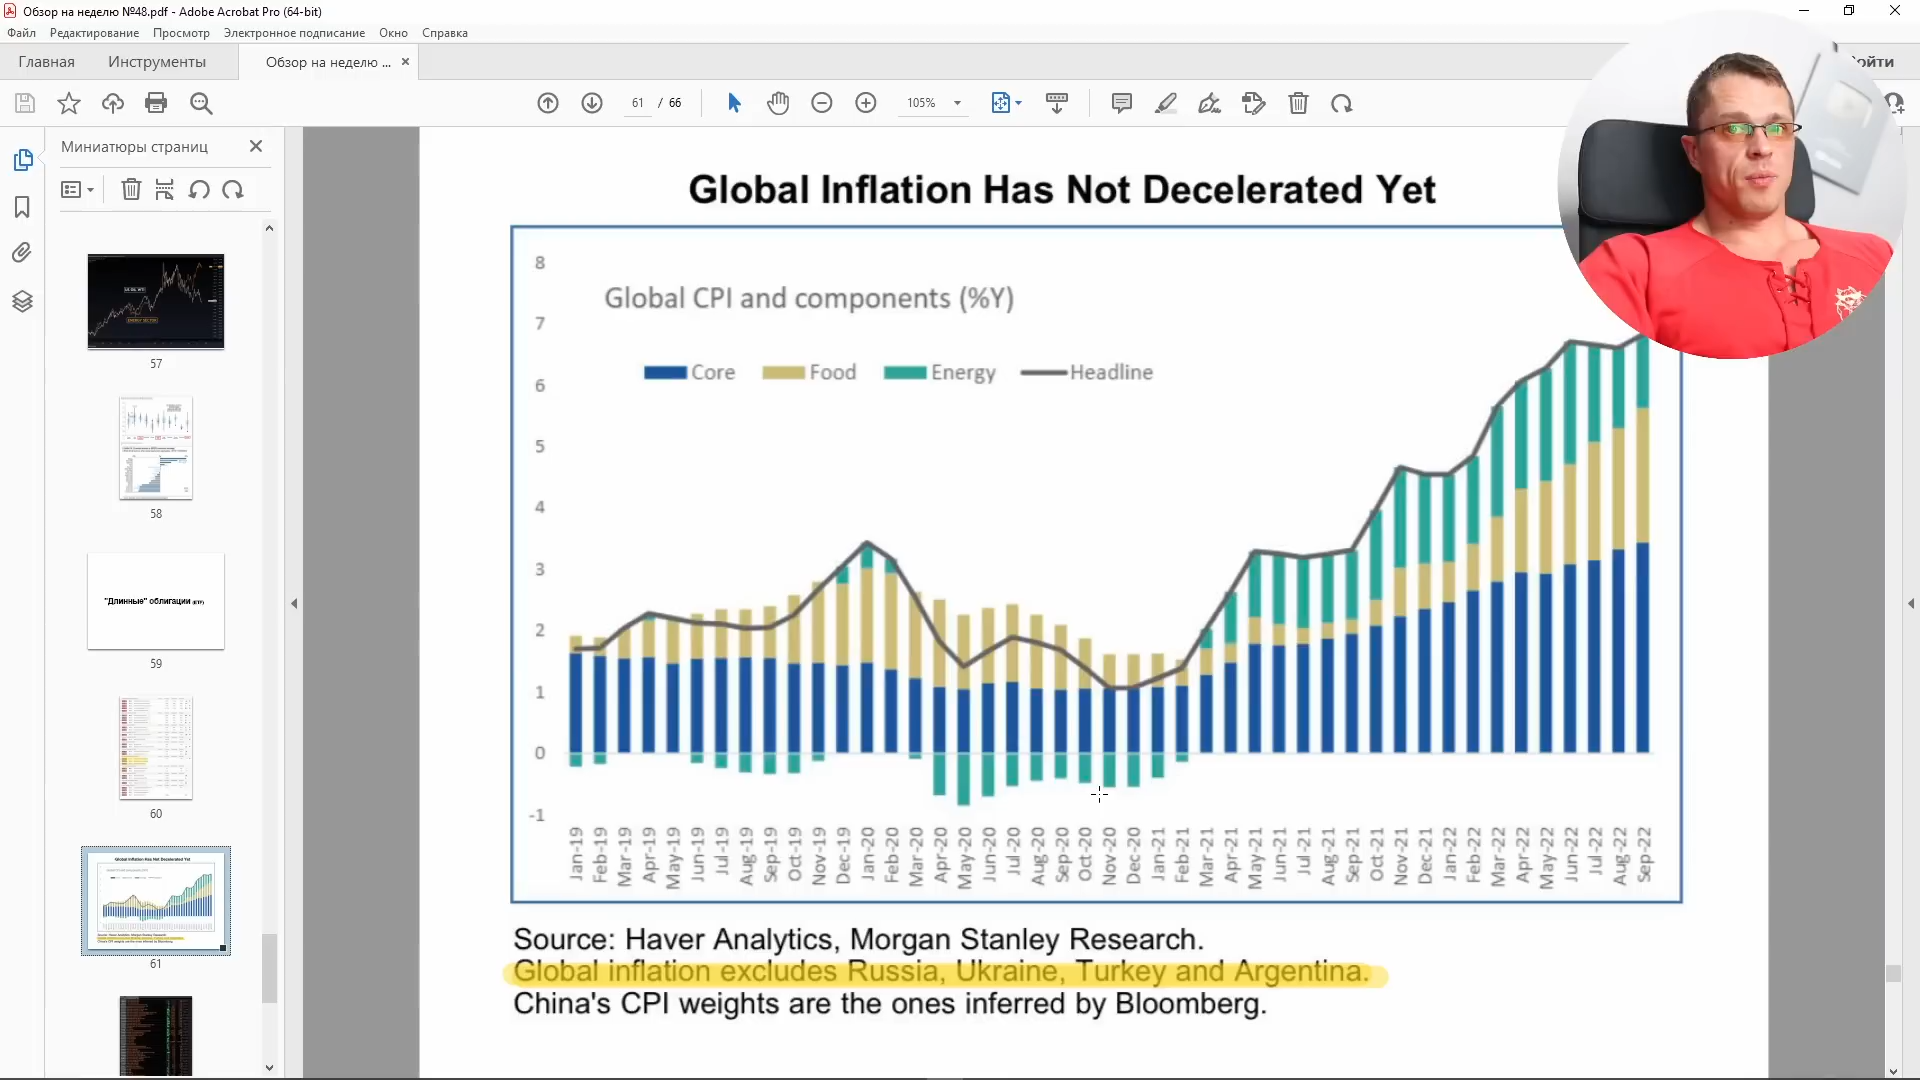 Обзор на неделю №48.pdf - Adobe Acrobat Pro (64-bit)
Файл Редактирование Просмотр Электронное подписание Окно Справка
Главная Инструменты Обзор на неделю ... ×
61 / 66 105%
Миниатюры страниц
57
58
"Длинные" облигации (ETF)
59
60
61
Global Inflation Has Not Decelerated Yet
Global CPI and components (%Y)
Core Food Energy Headline
8
7
6
5
4
3
2
1
0
-1
Jan-19 Feb-19 Mar-19 Apr-19 May-19 Jun-19 Jul-19 Aug-19 Sep-19 Oct-19 Nov-19 Dec-19 Jan-20 Feb-20 Mar-20 Apr-20 May-20 Jun-20 Jul-20 Aug-20 Sep-20 Oct-20 Nov-20 Dec-20 Jan-21 Feb-21 Mar-21 Apr-21 May-21 Jun-21 Jul-21 Aug-21 Sep-21 Oct-21 Nov-21 Dec-21 Jan-22 Feb-22 Mar-22 Apr-22 May-22 Jun-22 Jul-22 Aug-22 Sep-22
Source: Haver Analytics, Morgan Stanley Research.
Global inflation excludes Russia, Ukraine, Turkey and Argentina.
China's CPI weights are the ones inferred by Bloomberg.